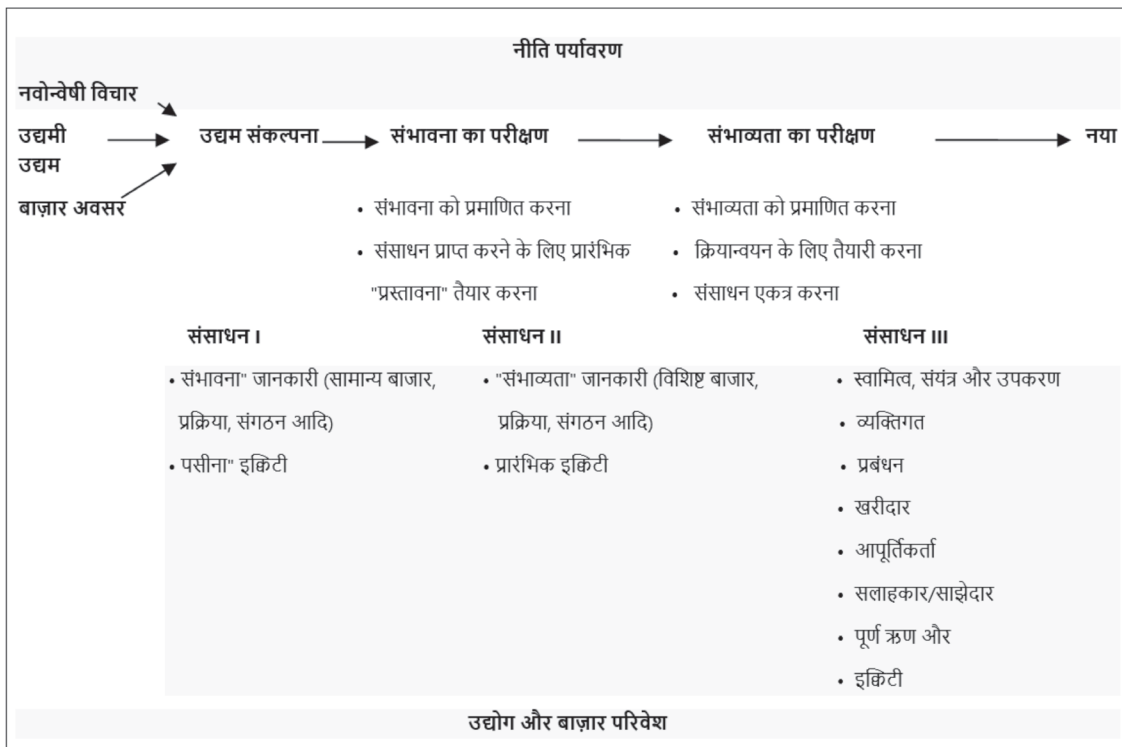 नीति पर्यावरण
नवोन्वेषी विचार
उद्यमी उद्यम संकल्पना संभावना का परीक्षण संभाव्यता का परीक्षण नया
उद्यम
बाज़ार अवसर
• संभावना को प्रमाणित करना • संभाव्यता को प्रमाणित करना
• संसाधन प्राप्त करने के लिए प्रारंभिक • क्रियान्वयन के लिए तैयारी करना
"प्रस्तावना" तैयार करना • संसाधन एकत्र करना
संसाधन I संसाधन II संसाधन III
• संभावना" जानकारी (सामान्य बाजार, • "संभाव्यता" जानकारी (विशिष्ट बाजार, • स्वामित्व, संयंत्र और उपकरण
प्रक्रिया, संगठन आदि) प्रक्रिया, संगठन आदि) • व्यक्तिगत
• पसीना" इक्विटी • प्रारंभिक इक्विटी • प्रबंधन
• खरीदार
• आपूर्तिकर्ता
• सलाहकार/साझेदार
• पूर्ण ऋण और
• इक्विटी
उद्योग और बाज़ार परिवेश